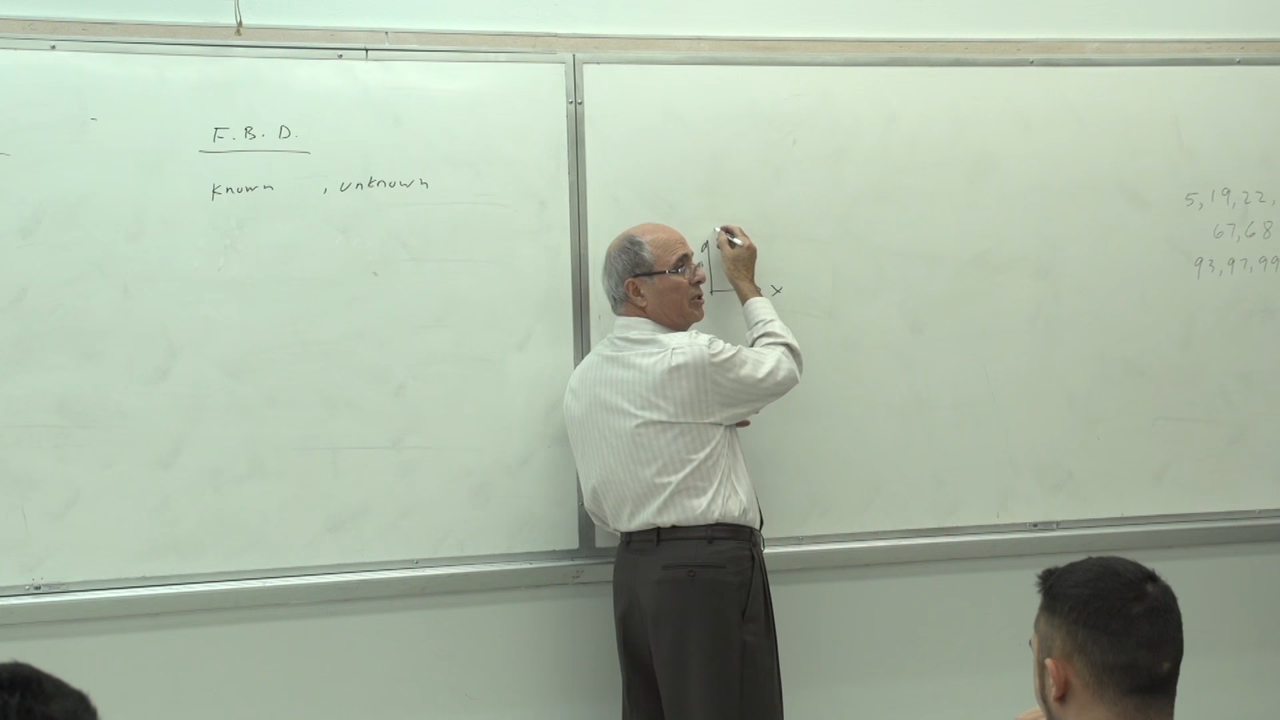 F.B.D.
known , unknown
y
x
5,19,22,
67,68
93,97,99